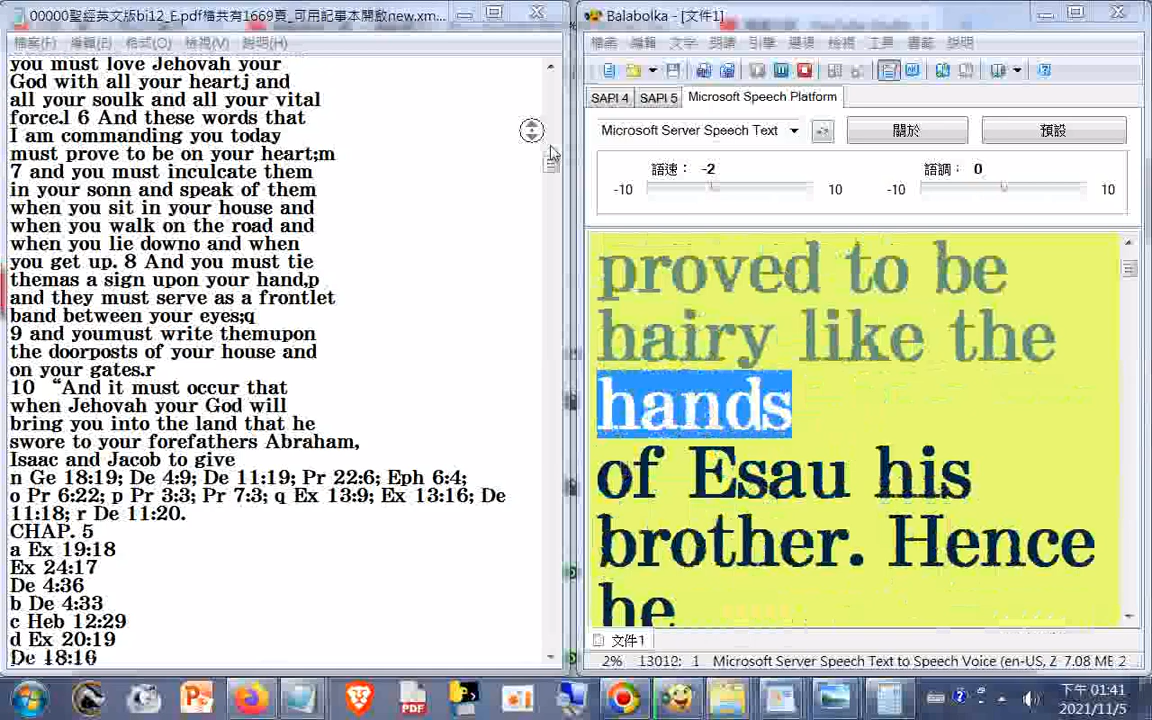 00000聖經英文版bi12_E.pdf檔共有1669頁_可用記事本開啟new.xm...
檔案(F) 編輯(E) 格式(O) 檢視(V) 說明(H)
you must love Jehovah your
God with all your heartj and
all your soulk and all your vital
force.l 6 And these words that
I am commanding you today
must prove to be on your heart;m
7 and you must inculcate them
in your sonn and speak of them
when you sit in your house and
when you walk on the road and
when you lie downo and when
you get up. 8 And you must tie
themas a sign upon your hand,p
and they must serve as a frontlet
band between your eyes;q
9 and youmust write themupon
the doorposts of your house and
on your gates.r
10 “And it must occur that
when Jehovah your God will
bring you into the land that he
swore to your forefathers Abraham,
Isaac and Jacob to give
n Ge 18:19; De 4:9; De 11:19; Pr 22:6; Eph 6:4;
o Pr 6:22; p Pr 3:3; Pr 7:3; q Ex 13:9; Ex 13:16; De
11:18; r De 11:20.
CHAP. 5
a Ex 19:18
Ex 24:17
De 4:36
b De 4:33
c Heb 12:29
d Ex 20:19
De 18:16
Balabolka - [文件1]
檔案 編輯 文字 朗讀 引擎 選項 檢視 工具 書籤 說明
SAPI 4 SAPI 5 Microsoft Speech Platform
Microsoft Server Speech Text 關於 預設
語速： -2 語調： 0
-10 10 -10 10
proved to be
hairy like the
hands
of Esau his
brother. Hence
he
文件1
2% 13012: 1 Microsoft Server Speech Text to Speech Voice (en-US, Z 7.08 ME 2
PDF
下午 01:41
2021/11/5